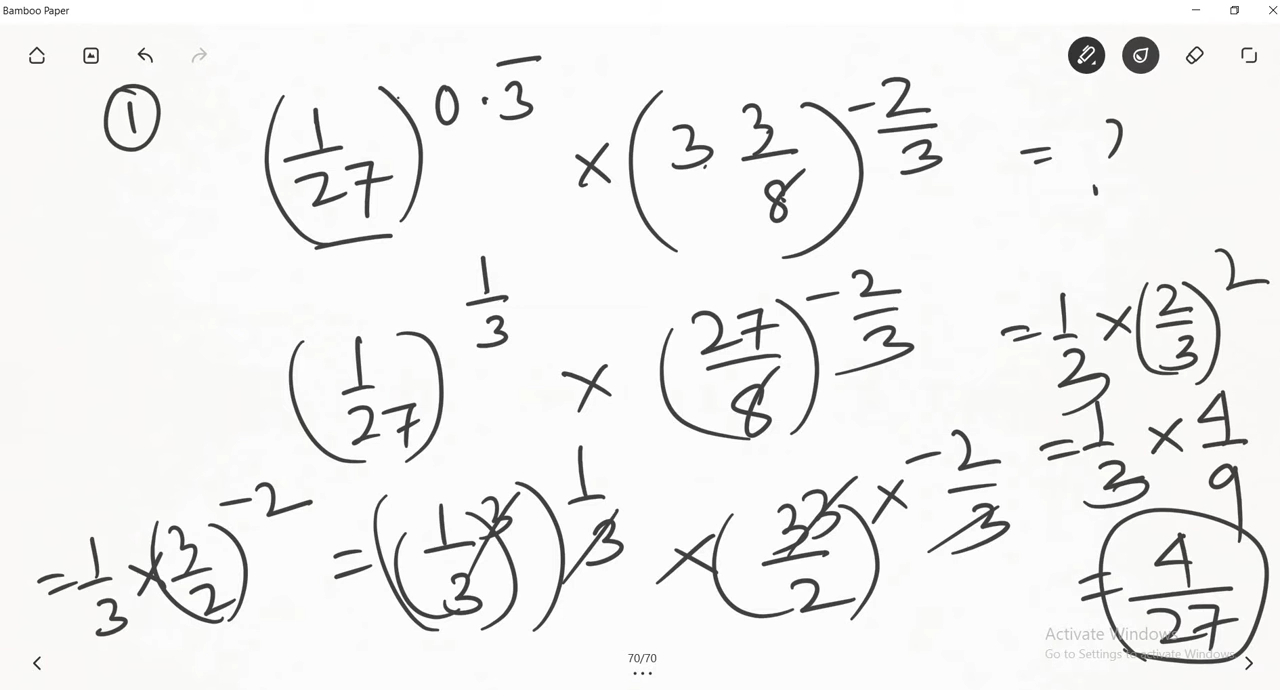 Bamboo Paper
① (1/27)^0.3̅ × (3 3/8)^-2/3 = ?
(1/27)^1/3 × (27/8)^-2/3
= ((1/3)^3)^1/3 × (3/2)^3×-2/3
= 1/3 × (3/2)^-2
= 1/3 × (2/3)^2
= 1/3 × 4/9
= 4/27
Activate Windows
Go to Settings to activate Windows.
70/70